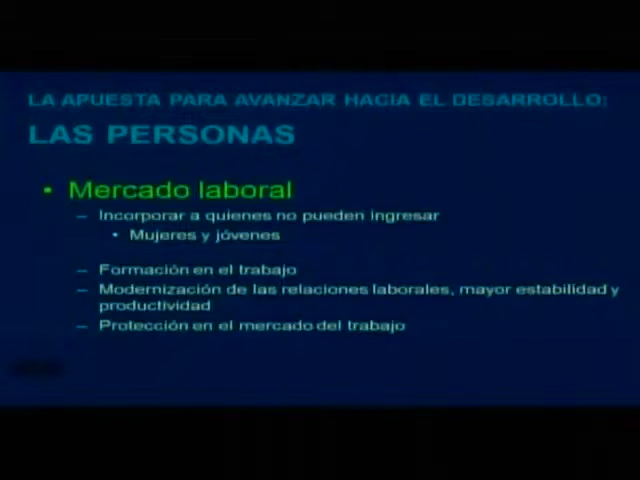 LA APUESTA PARA AVANZAR HACIA EL DESARROLLO:
LAS PERSONAS
• Mercado laboral
– Incorporar a quienes no pueden ingresar
• Mujeres y jóvenes
– Formación en el trabajo
– Modernización de las relaciones laborales, mayor estabilidad y
productividad
– Protección en el mercado del trabajo